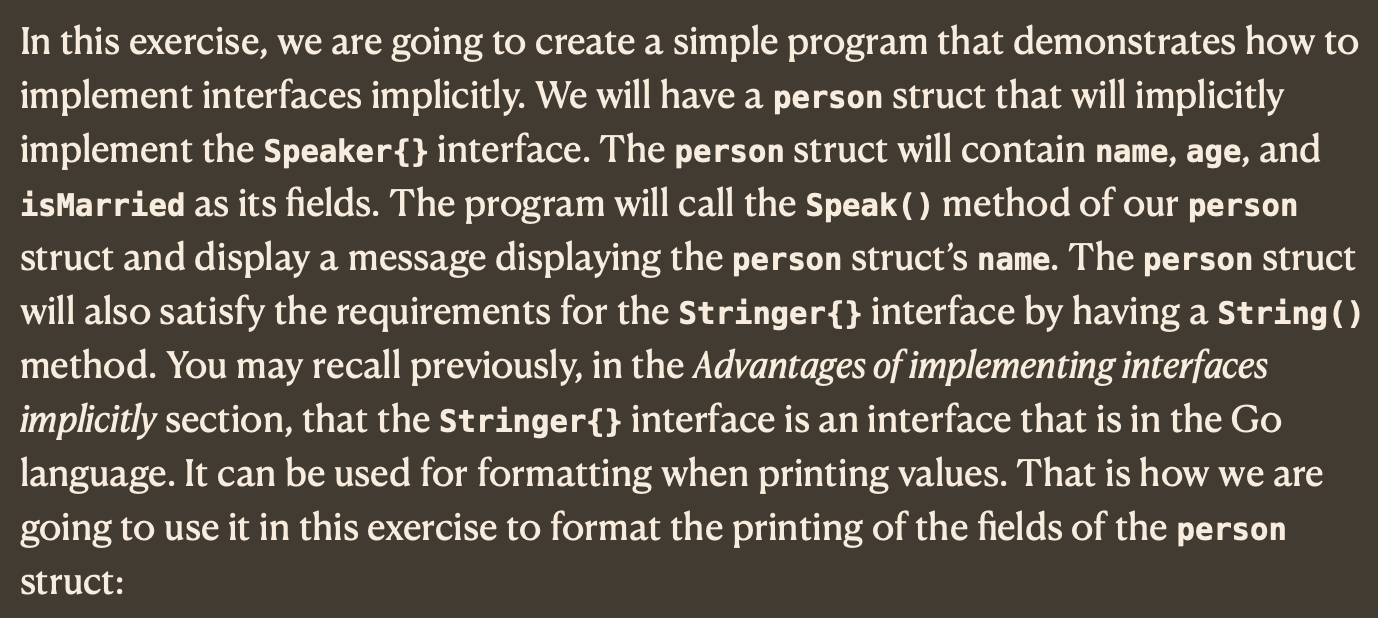 In this exercise, we are going to create a simple program that demonstrates how to
implement interfaces implicitly. We will have a person struct that will implicitly
implement the Speaker{} interface. The person struct will contain name, age, and
isMarried as its fields. The program will call the Speak() method of our person
struct and display a message displaying the person struct’s name. The person struct
will also satisfy the requirements for the Stringer{} interface by having a String()
method. You may recall previously, in the Advantages of implementing interfaces
implicitly section, that the Stringer{} interface is an interface that is in the Go
language. It can be used for formatting when printing values. That is how we are
going to use it in this exercise to format the printing of the fields of the person
struct: